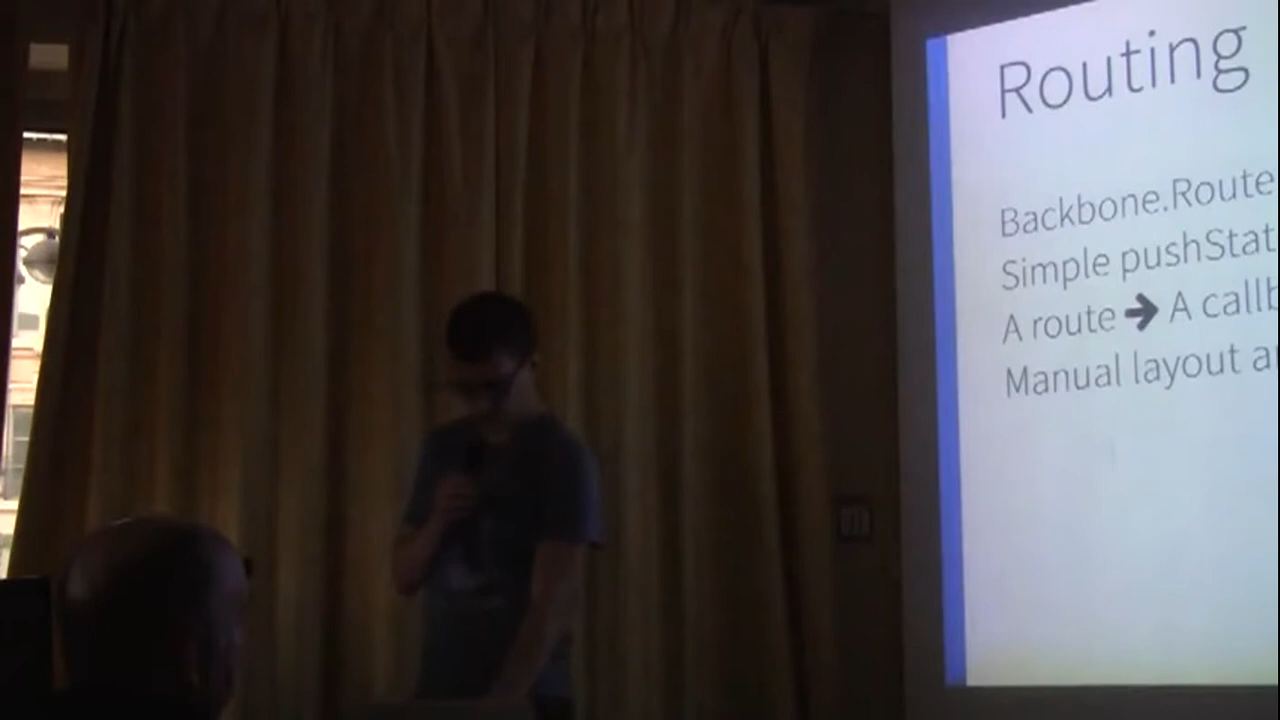 Routing
Backbone.Route
Simple pushStat
A route ➔ A callb
Manual layout a